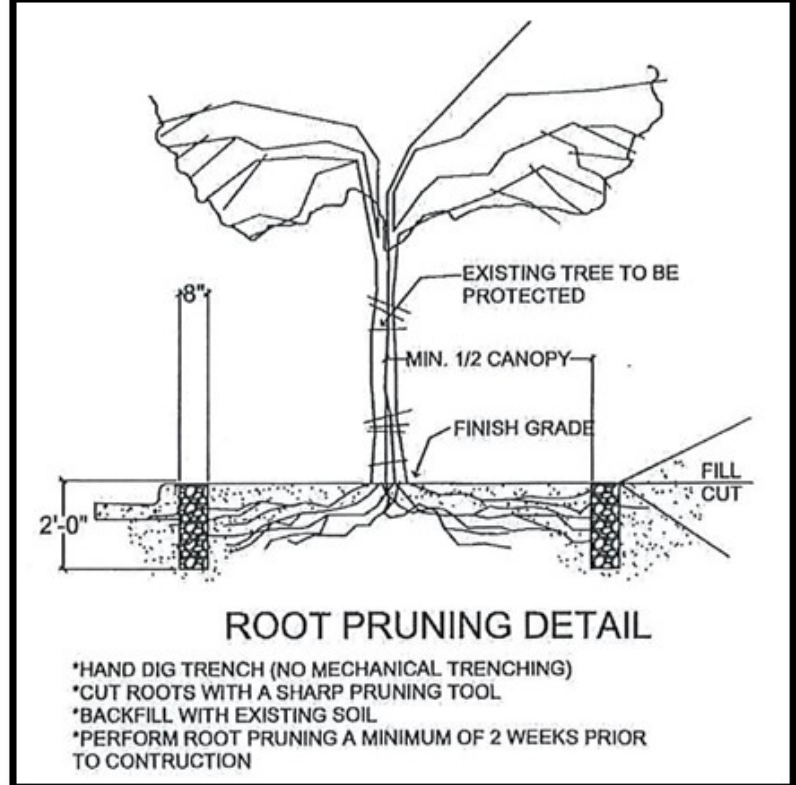 8"
EXISTING TREE TO BE
PROTECTED
MIN. 1/2 CANOPY
FINISH GRADE
FILL
CUT
2'-0"
ROOT PRUNING DETAIL
*HAND DIG TRENCH (NO MECHANICAL TRENCHING)
*CUT ROOTS WITH A SHARP PRUNING TOOL
*BACKFILL WITH EXISTING SOIL
*PERFORM ROOT PRUNING A MINIMUM OF 2 WEEKS PRIOR
TO CONTRUCTION